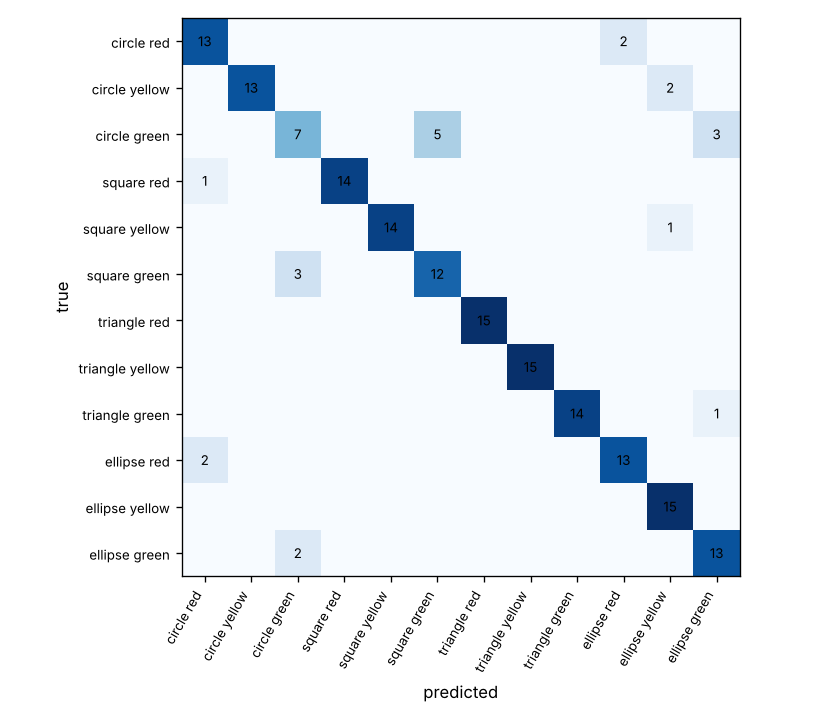 circle red 13 2
circle yellow 13 2
circle green 7 5 3
square red 1 14
square yellow 14 1
square green 3 12
triangle red 15
triangle yellow 15
triangle green 14 1
ellipse red 2 13
ellipse yellow 15
ellipse green 2 13
true
circle red
circle yellow
circle green
square red
square yellow
square green
triangle red
triangle yellow
triangle green
ellipse red
ellipse yellow
ellipse green
predicted